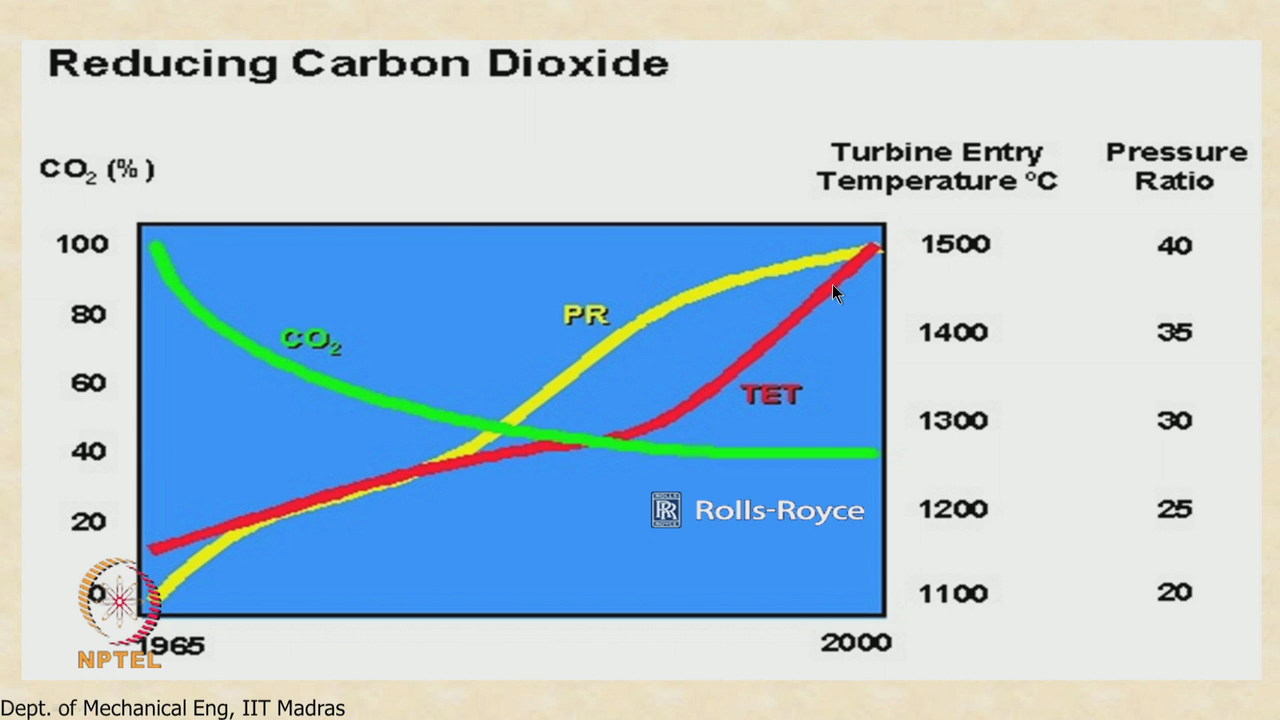 Reducing Carbon Dioxide
CO₂ (%)
Turbine Entry
Temperature °C
Pressure
Ratio
100
80
60
40
20
0
CO₂
PR
TET
RR
Rolls-Royce
1500
1400
1300
1200
1100
40
35
30
25
20
1965
2000
NPTEL
Dept. of Mechanical Eng, IIT Madras